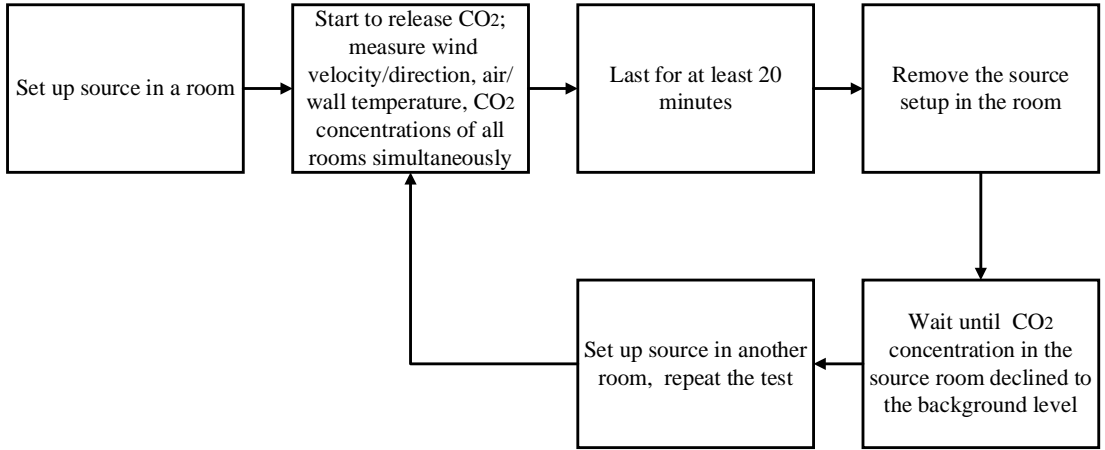 Set up source in a room
Start to release CO2;
measure wind
velocity/direction, air/
wall temperature, CO2
concentrations of all
rooms simultaneously
Last for at least 20
minutes
Remove the source
setup in the room
Wait until CO2
concentration in the
source room declined to
the background level
Set up source in another
room, repeat the test